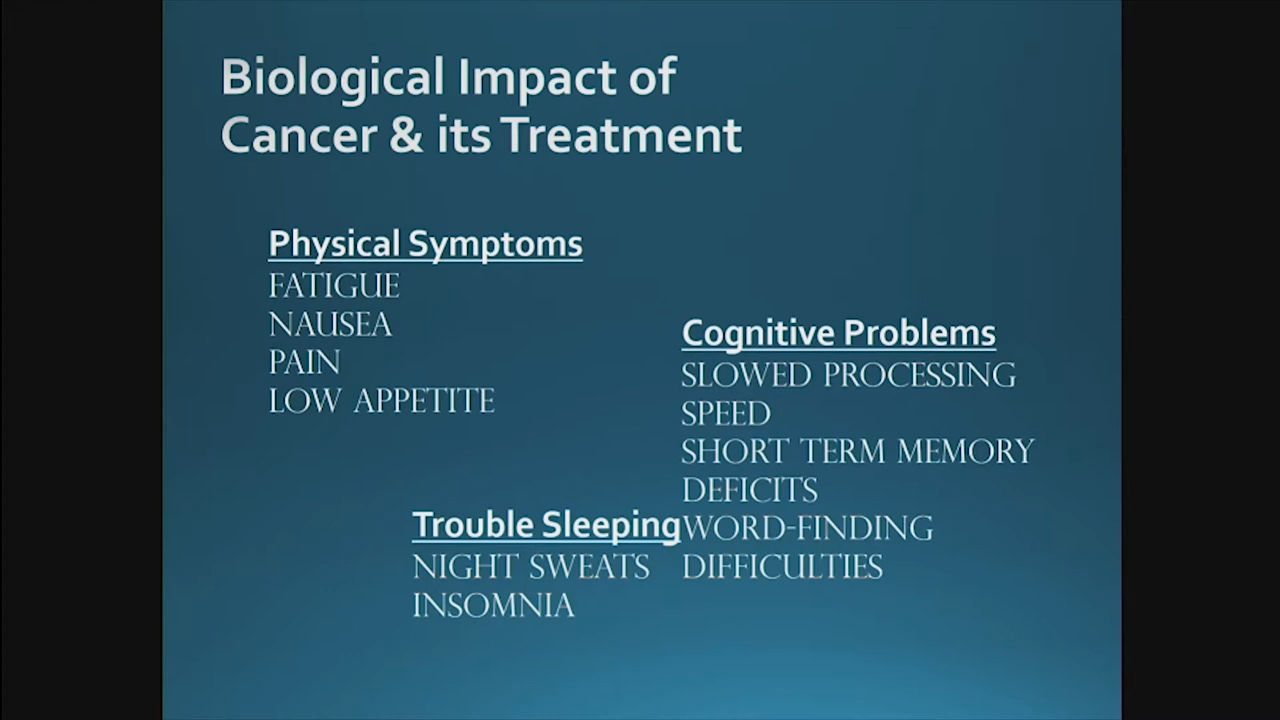 Biological Impact of
Cancer & its Treatment
Physical Symptoms
FATIGUE
NAUSEA
PAIN
LOW APPETITE
Cognitive Problems
SLOWED PROCESSING
SPEED
SHORT TERM MEMORY
DEFICITS
WORD-FINDING
DIFFICULTIES
Trouble Sleeping
NIGHT SWEATS
INSOMNIA